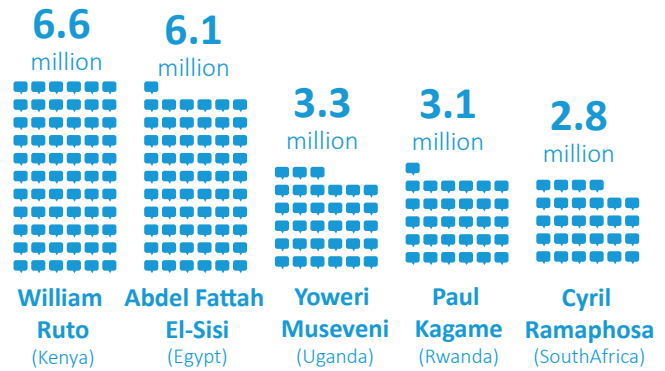 6.6
million
6.1
million
3.3
million
3.1
million
2.8
million
William
Ruto
(Kenya)
Abdel Fattah
El-Sisi
(Egypt)
Yoweri
Museveni
(Uganda)
Paul
Kagame
(Rwanda)
Cyril
Ramaphosa
(SouthAfrica)